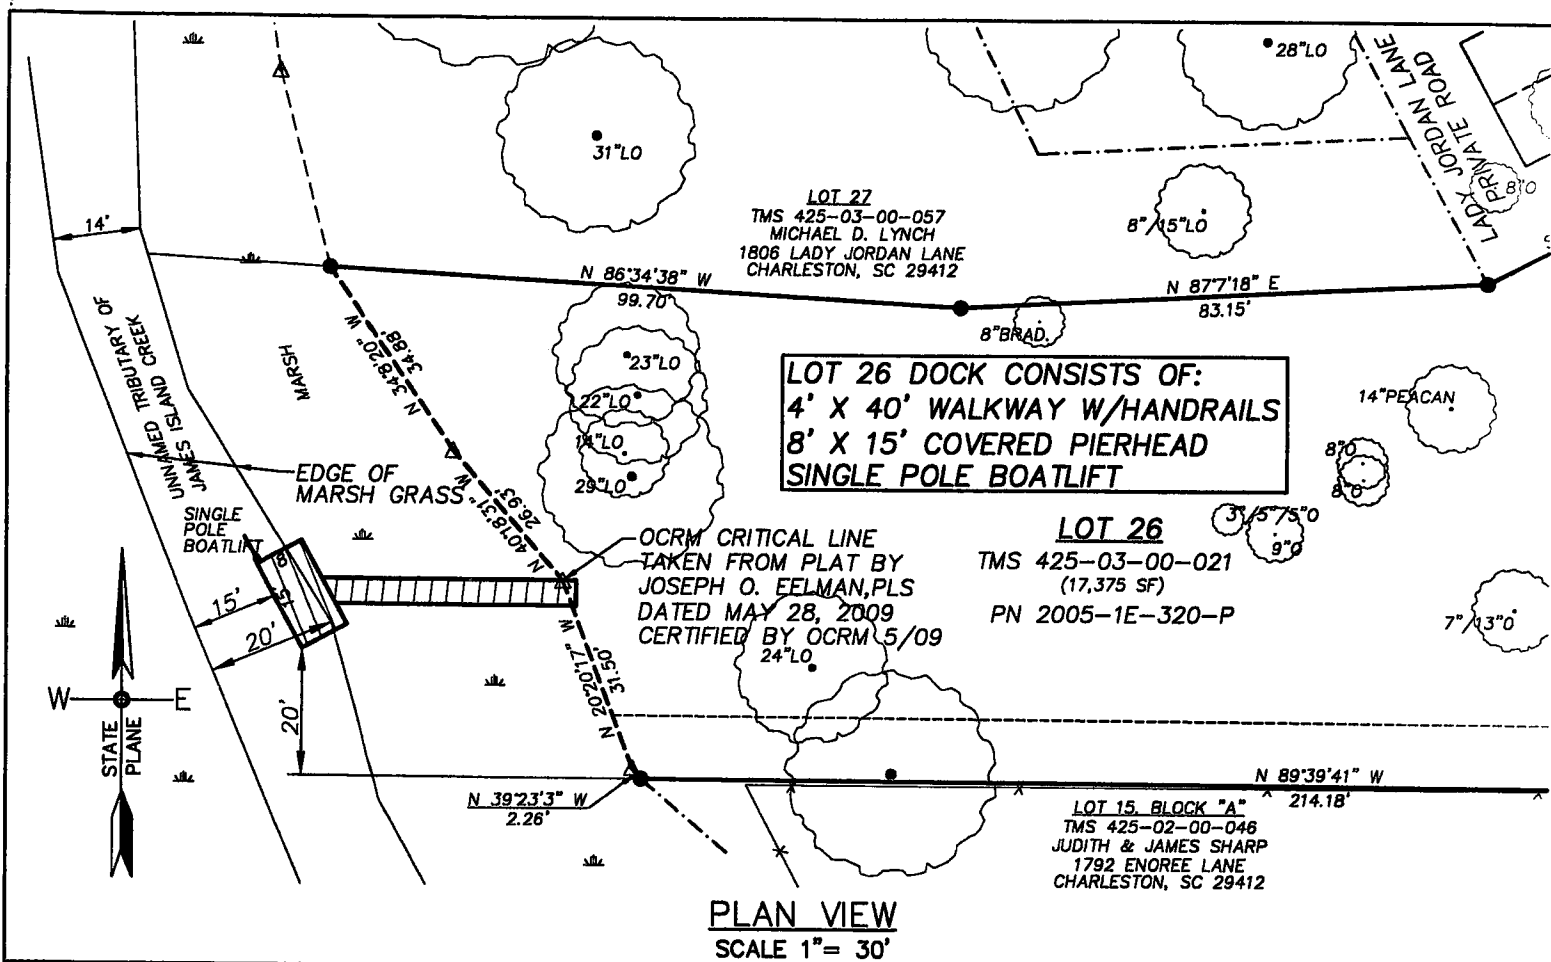 28"LO
LADY JORDAN LANE
PRIVATE ROAD
31"LO
8"O
LOT 27
TMS 425-03-00-057
MICHAEL D. LYNCH
1806 LADY JORDAN LANE
CHARLESTON, SC 29412
8"/15"LO
14'
N 86°34'38" W
99.70'
N 87°7'18" E
83.15'
8"BRAD.
UNNAMED TRIBUTARY OF
JAMES ISLAND CREEK
MARSH
N 34°8'20" W
34.88'
23"LO
22"LO
14"LO
29"LO
LOT 26 DOCK CONSISTS OF:
4' X 40' WALKWAY W/HANDRAILS
8' X 15' COVERED PIERHEAD
SINGLE POLE BOATLIFT
14"PEACAN
8"O
8"O
EDGE OF
MARSH GRASS
N 40°18'31" W
26.93'
SINGLE
POLE
BOATLIFT
3"/5"/5"O
9"O
OCRM CRITICAL LINE
TAKEN FROM PLAT BY
JOSEPH O. EELMAN,PLS
DATED MAY 28, 2009
CERTIFIED BY OCRM 5/09
LOT 26
TMS 425-03-00-021
(17,375 SF)
PN 2005-1E-320-P
8'
15'
15'
20'
20'
7"/13"O
24"LO
N 20°20'17" W
31.50'
W
E
STATE
PLANE
N 39°23'3" W
2.26'
N 89°39'41" W
214.18'
LOT 15, BLOCK "A"
TMS 425-02-00-046
JUDITH & JAMES SHARP
1792 ENOREE LANE
CHARLESTON, SC 29412
PLAN VIEW
SCALE 1"= 30'